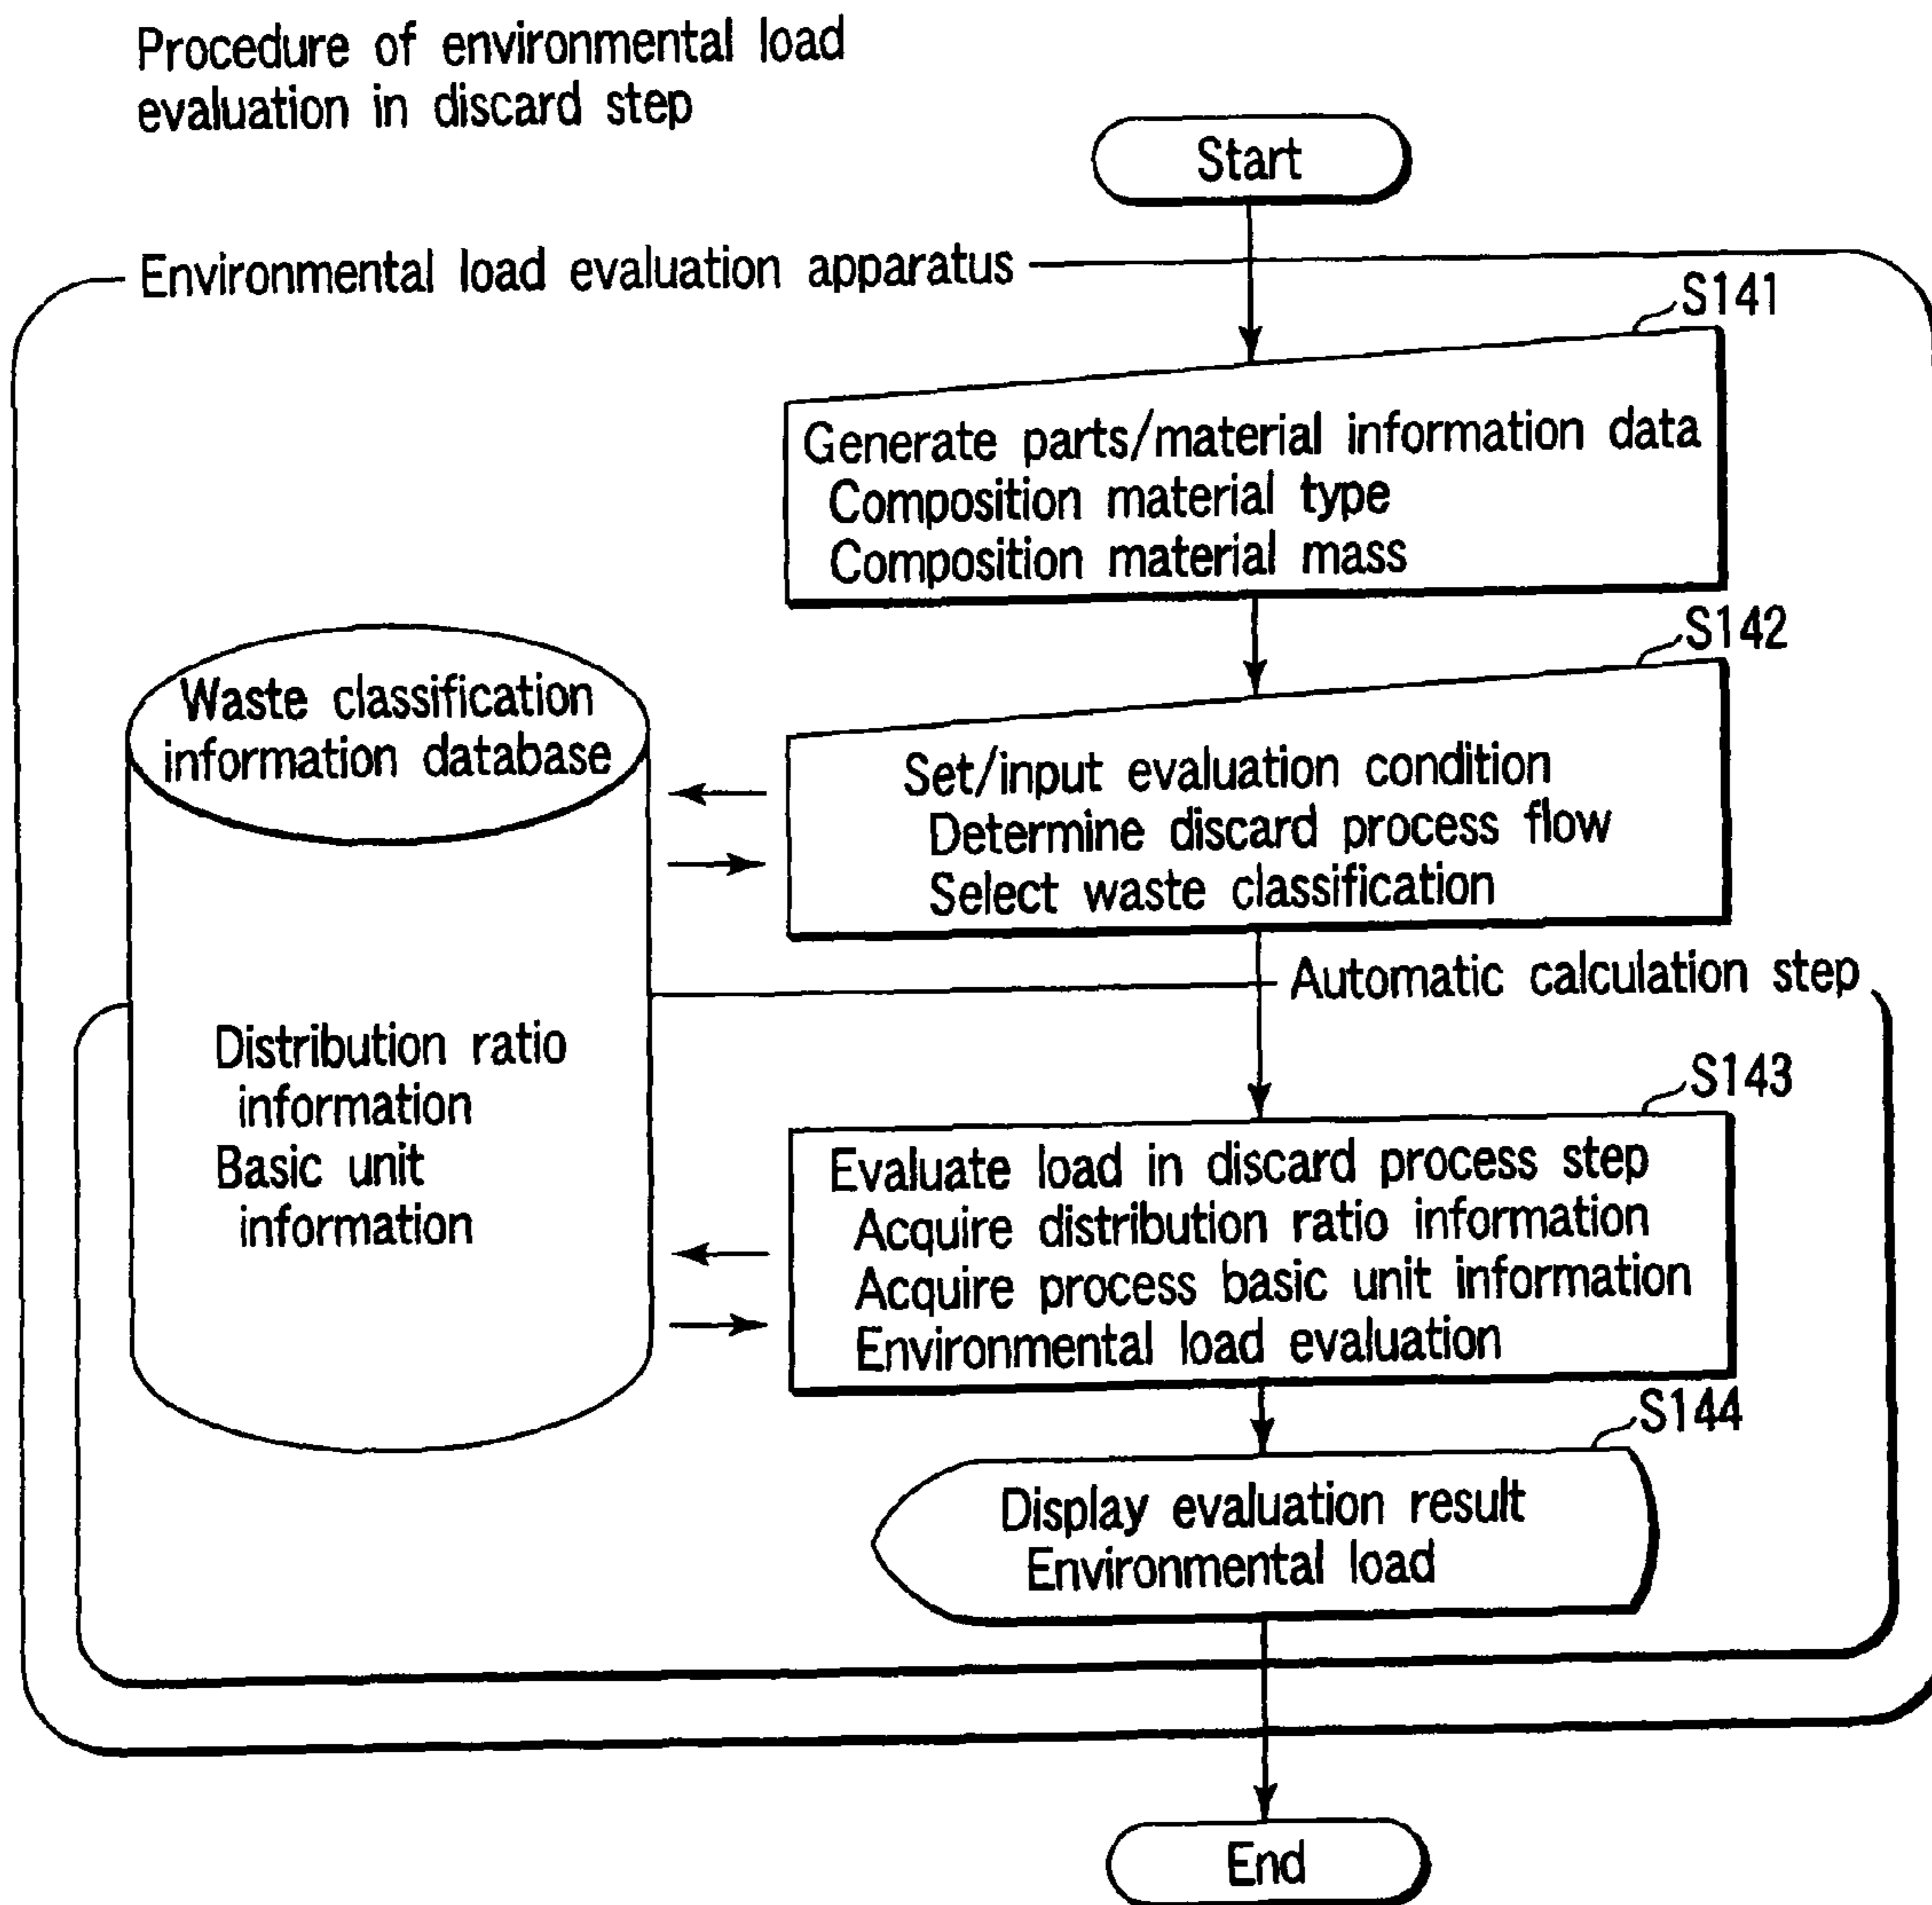 Procedure of environmental load
evaluation in discard step
Start
Environmental load evaluation apparatus
S141
Generate parts/material information data
Composition material type
Composition material mass
S142
Waste classification
information database
Set/input evaluation condition
Determine discard process flow
Select waste classification
Automatic calculation step
Distribution ratio
information
Basic unit
information
S143
Evaluate load in discard process step
Acquire distribution ratio information
Acquire process basic unit information
Environmental load evaluation
S144
Display evaluation result
Environmental load
End